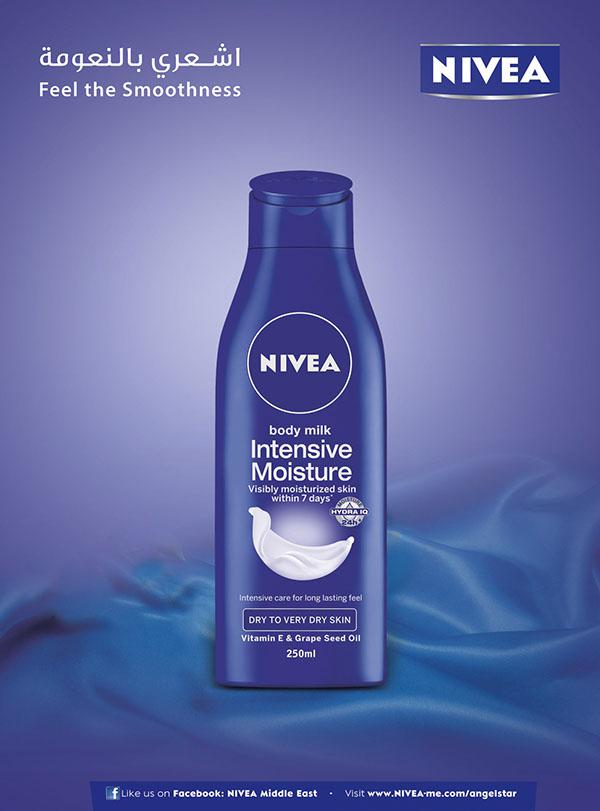 اشعري بالنعومة
Feel the Smoothness
NIVEA
NIVEA
body milk
Intensive
Moisture
Visibly moisturized skin
within 7 days*
MOISTURE
HYDRA IQ
24h+
Intensive care for long lasting feel
DRY TO VERY DRY SKIN
Vitamin E & Grape Seed Oil
250ml
f Like us on Facebook: NIVEA Middle East · Visit www.NIVEA-me.com/angelstar